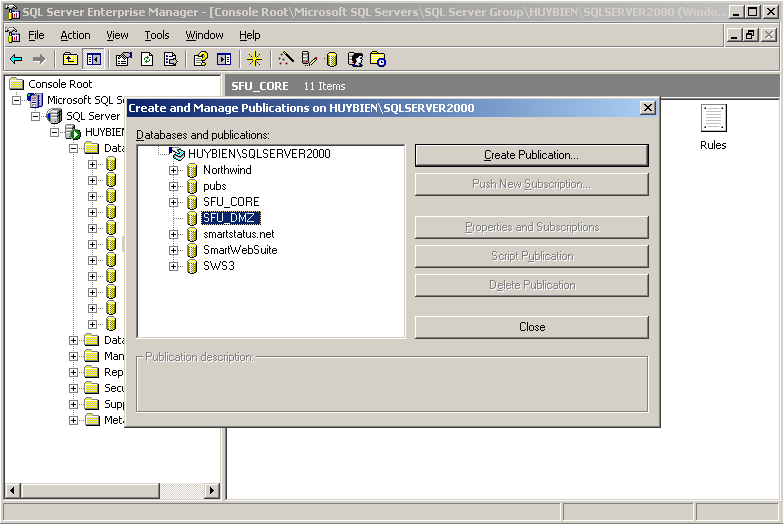 SQL Server Enterprise Manager - [Console Root\Microsoft SQL Servers\SQL Server Group\HUYBIEN\SQLSERVER2000 (Windo...
File Action View Tools Window Help
Console Root
Microsoft SQL S
SQL Server
HUYBIEN
Data
Data
Man
Rep
Secu
Supp
Meta
SFU_CORE 11 Items
Rules
Create and Manage Publications on HUYBIEN\SQLSERVER2000
Databases and publications:
HUYBIEN\SQLSERVER2000
Northwind
pubs
SFU_CORE
SFU_DMZ
smartstatus.net
SmartWebSuite
SWS3
Create Publication...
Push New Subscription...
Properties and Subscriptions
Script Publication
Delete Publication
Close
Publication description: